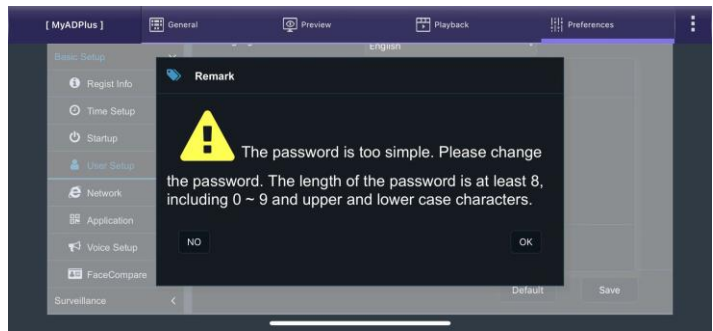 [ MyADPlus ]
General
Preview
Playback
Preferences
Basic Setup
English
Regist Info
Time Setup
Startup
User Setup
Network
Application
Voice Setup
FaceCompare
Surveillance
Remark
The password is too simple. Please change
the password. The length of the password is at least 8,
including 0 ~ 9 and upper and lower case characters.
NO
OK
Default
Save